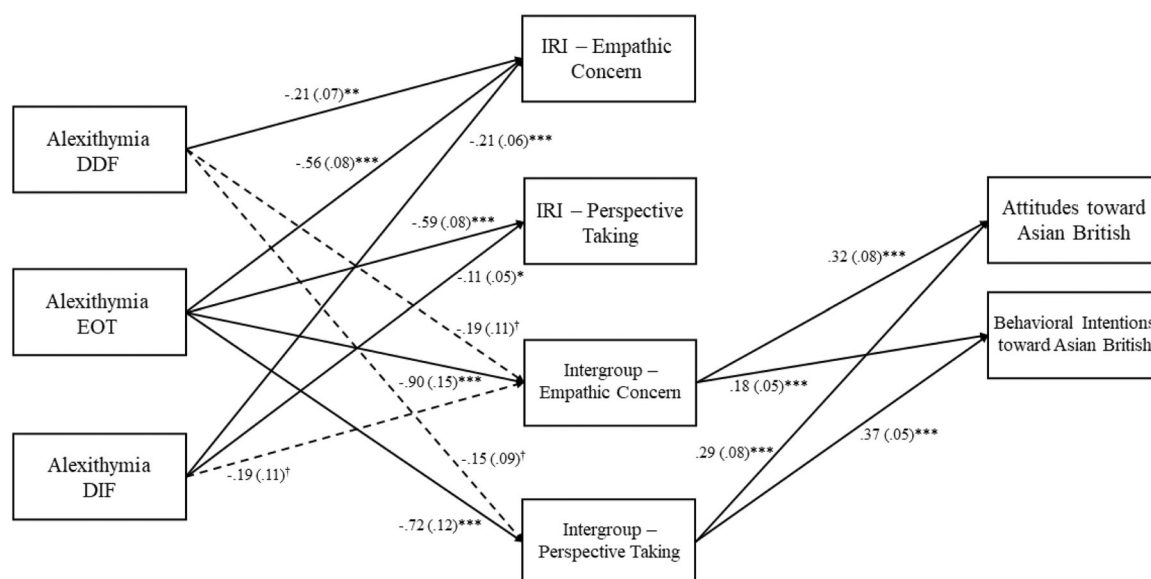 IRI – Empathic
Concern
-.21 (.07)**
Alexithymia
DDF
-.21 (.06)***
-.56 (.08)***
IRI – Perspective
Taking
-.59 (.08)***
Attitudes toward
Asian British
.32 (.08)***
-.11 (.05)*
Alexithymia
EOT
-.19 (.11)†
Behavioral Intentions
toward Asian British
Intergroup –
Empathic Concern
-.90 (.15)***
.18 (.05)***
.37 (.05)***
Alexithymia
DIF
-.19 (.11)†
-.15 (.09)†
.29 (.08)***
-.72 (.12)***
Intergroup –
Perspective Taking